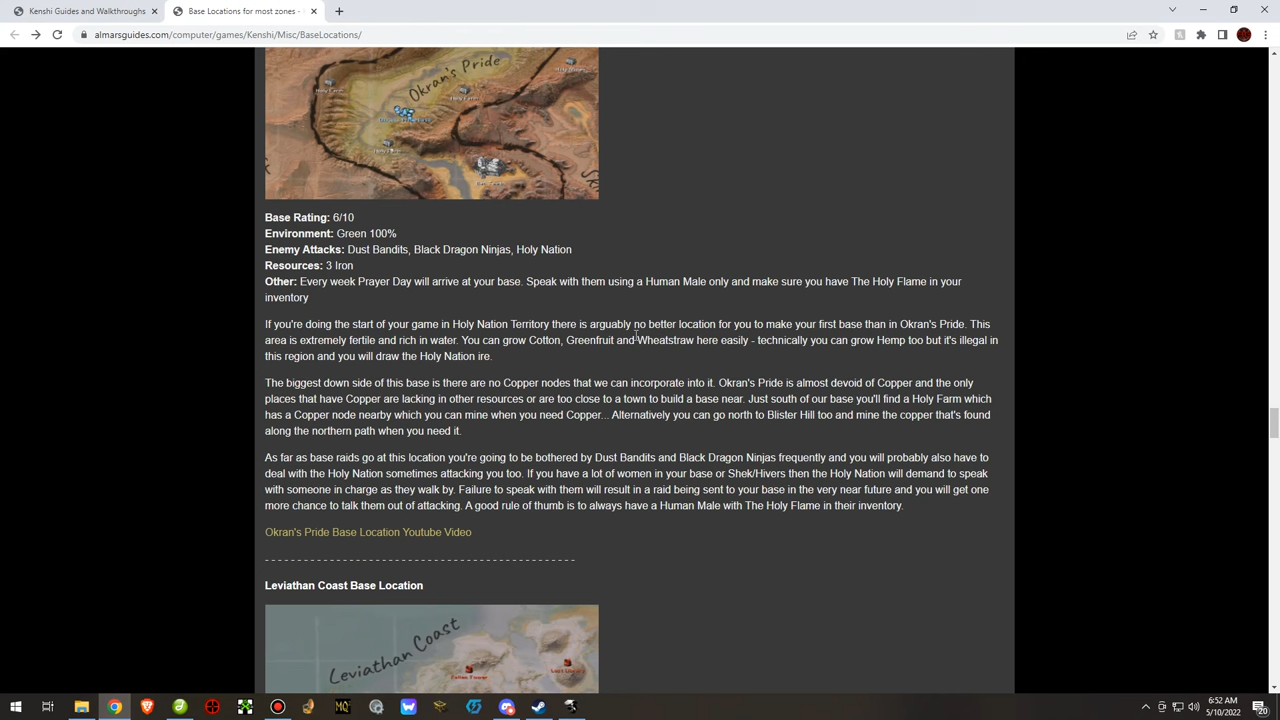 Kenshi Guides and Walkthroughs
Base Locations for most zones -
almarsguides.com/computer/games/Kenshi/Misc/BaseLocations/
Okran's Pride
Holy Farm
Holy Farm
Base Rating: 6/10
Environment: Green 100%
Enemy Attacks: Dust Bandits, Black Dragon Ninjas, Holy Nation
Resources: 3 Iron
Other: Every week Prayer Day will arrive at your base. Speak with them using a Human Male only and make sure you have The Holy Flame in your
inventory
If you're doing the start of your game in Holy Nation Territory there is arguably no better location for you to make your first base than in Okran's Pride. This
area is extremely fertile and rich in water. You can grow Cotton, Greenfruit and Wheatstraw here easily - technically you can grow Hemp too but it's illegal in
this region and you will draw the Holy Nation ire.
The biggest down side of this base is there are no Copper nodes that we can incorporate into it. Okran's Pride is almost devoid of Copper and the only
places that have Copper are lacking in other resources or are too close to a town to build a base near. Just south of our base you'll find a Holy Farm which
has a Copper node nearby which you can mine when you need Copper... Alternatively you can go north to Blister Hill too and mine the copper that's found
along the northern path when you need it.
As far as base raids go at this location you're going to be bothered by Dust Bandits and Black Dragon Ninjas frequently and you will probably also have to
deal with the Holy Nation sometimes attacking you too. If you have a lot of women in your base or Shek/Hivers then the Holy Nation will demand to speak
with someone in charge as they walk by. Failure to speak with them will result in a raid being sent to your base in the very near future and you will get one
more chance to talk them out of attacking. A good rule of thumb is to always have a Human Male with The Holy Flame in their inventory.
Okran's Pride Base Location Youtube Video
- - - - - - - - - - - - - - - - - - - - - - - - - - - - - - - - - - - - - - - - - - - - - - - - -
Leviathan Coast Base Location
Leviathan Coast
Fallen Tower
Lost Library
MQ
6:52 AM
5/10/2022
20